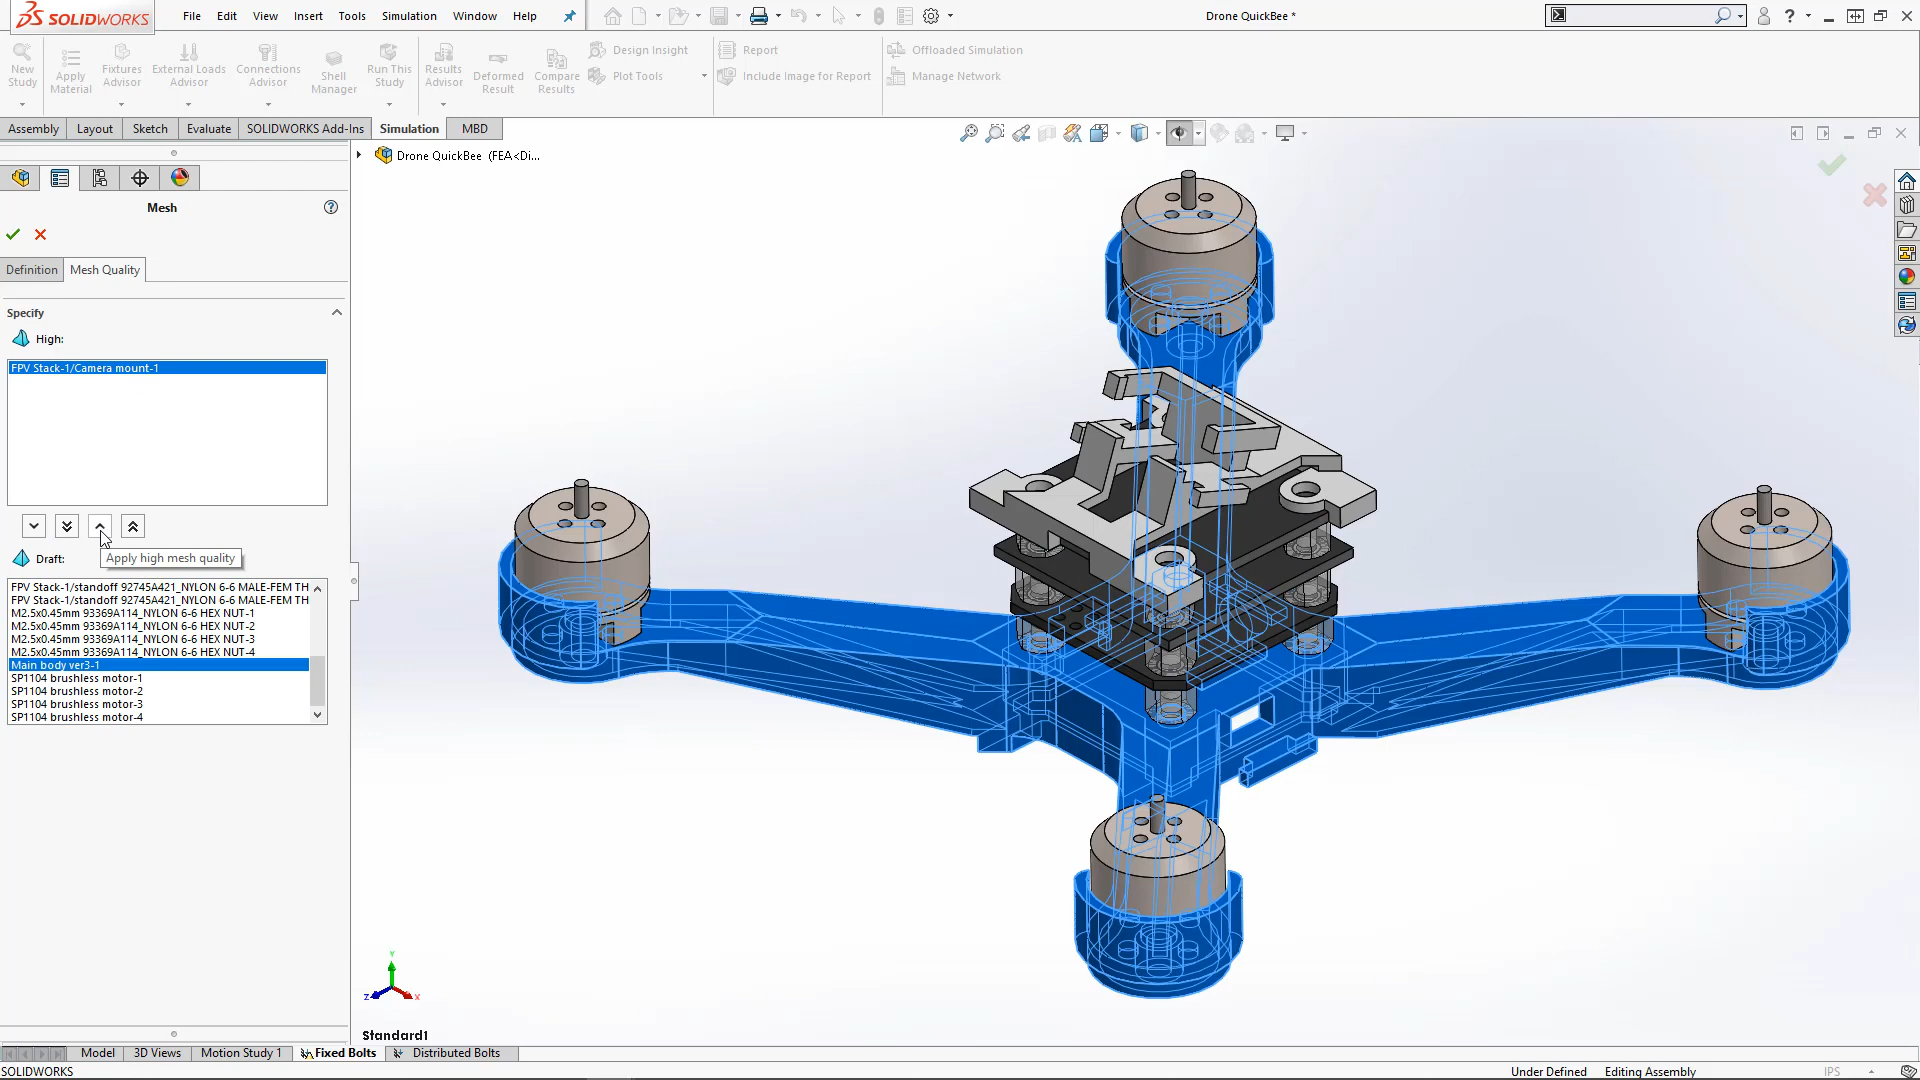 SOLIDWORKS
File Edit View Insert Tools Simulation Window Help
Drone QuickBee *
New Study
Apply Material
Fixtures Advisor
External Loads Advisor
Connections Advisor
Shell Manager
Run This Study
Results Advisor
Deformed Result
Compare Results
Design Insight
Plot Tools
Report
Include Image for Report
Offloaded Simulation
Manage Network
Assembly Layout Sketch Evaluate SOLIDWORKS Add-Ins Simulation MBD
Drone QuickBee (FEA<Di...
Mesh
Definition Mesh Quality
Specify
High:
FPV Stack-1/Camera mount-1
Apply high mesh quality
Draft:
FPV Stack-1/standoff 92745A421_NYLON 6-6 MALE-FEM TH
FPV Stack-1/standoff 92745A421_NYLON 6-6 MALE-FEM TH
M2.5x0.45mm 93369A114_NYLON 6-6 HEX NUT-1
M2.5x0.45mm 93369A114_NYLON 6-6 HEX NUT-2
M2.5x0.45mm 93369A114_NYLON 6-6 HEX NUT-3
M2.5x0.45mm 93369A114_NYLON 6-6 HEX NUT-4
Main body ver3-1
SP1104 brushless motor-1
SP1104 brushless motor-2
SP1104 brushless motor-3
SP1104 brushless motor-4
Y
Z X
Standard1
Model 3D Views Motion Study 1 Fixed Bolts Distributed Bolts
SOLIDWORKS
Under Defined Editing Assembly IPS